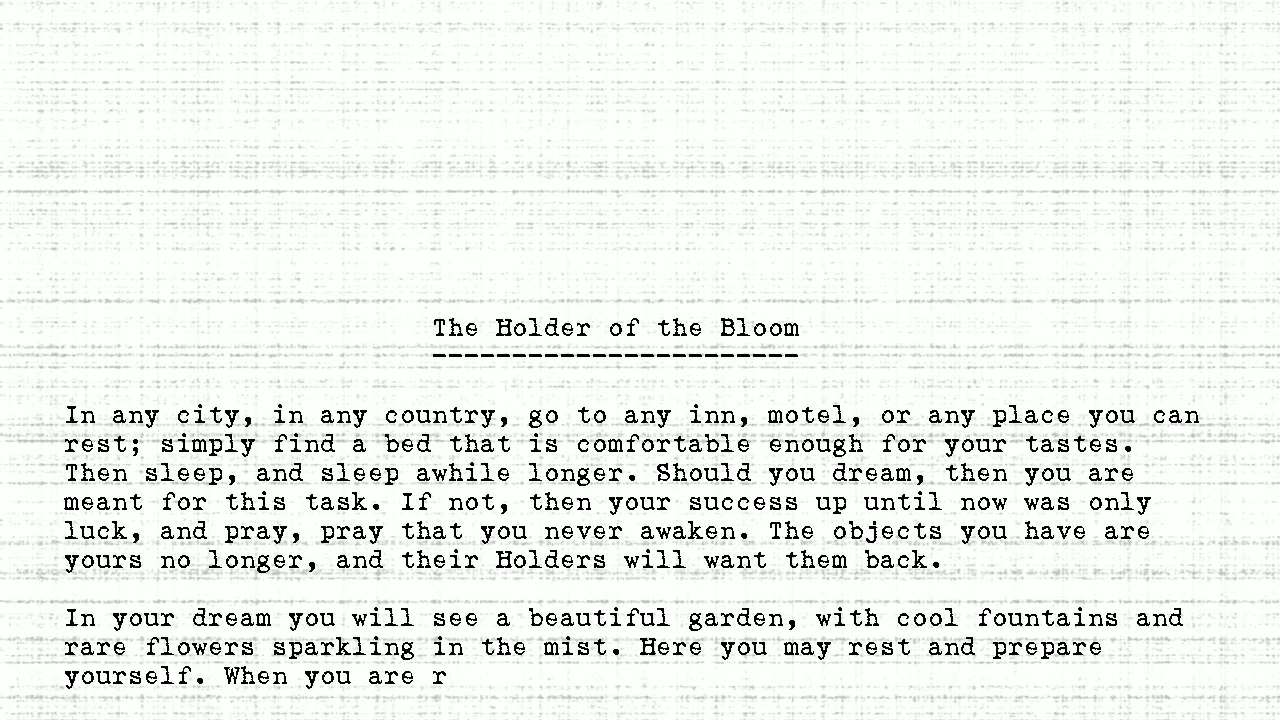 The Holder of the Bloom
-----------------------
In any city, in any country, go to any inn, motel, or any place you can
rest; simply find a bed that is comfortable enough for your tastes.
Then sleep, and sleep awhile longer. Should you dream, then you are
meant for this task. If not, then your success up until now was only
luck, and pray, pray that you never awaken. The objects you have are
yours no longer, and their Holders will want them back.
In your dream you will see a beautiful garden, with cool fountains and
rare flowers sparkling in the mist. Here you may rest and prepare
yourself. When you are r